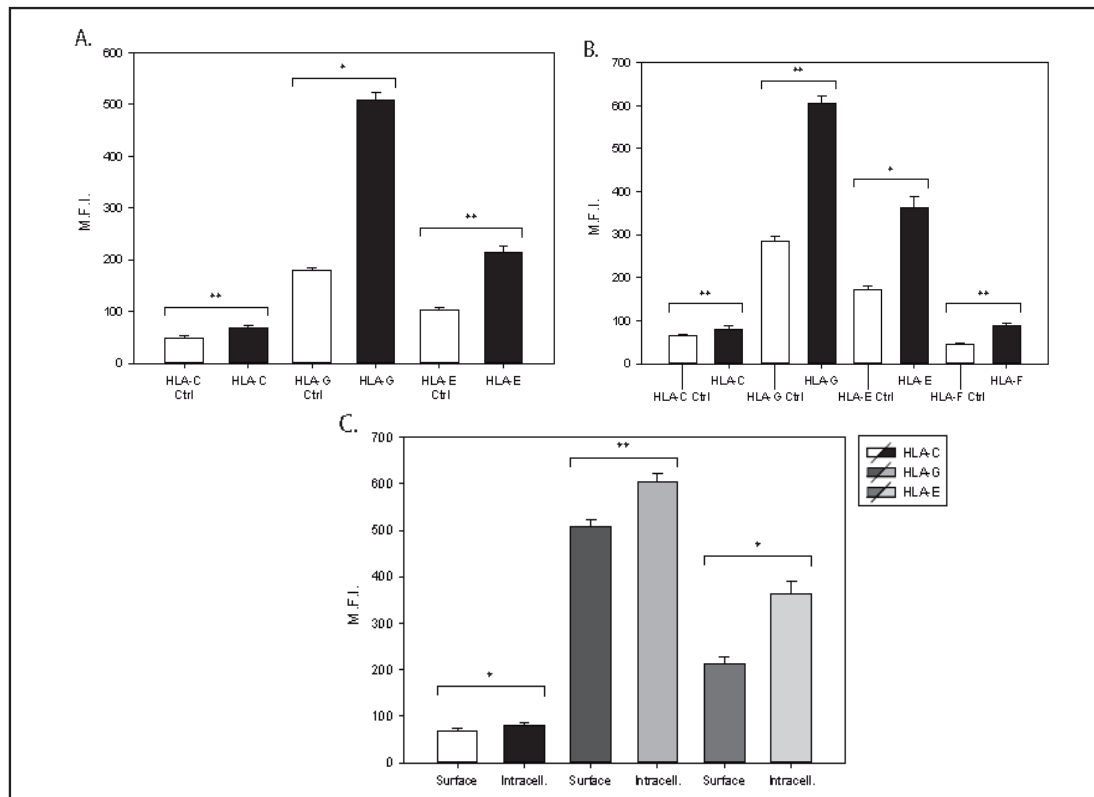 A.
600
500
400
300
200
100
0
M.F.I.
**
*
**
HLA-C Ctrl
HLA-C
HLA-G Ctrl
HLA-G
HLA-E Ctrl
HLA-E
B.
700
600
500
400
300
200
100
0
M.F.I.
**
**
*
**
HLA-C Ctrl
HLA-C
HLA-G Ctrl
HLA-G
HLA-E Ctrl
HLA-E
HLA-F Ctrl
HLA-F
C.
700
600
500
400
300
200
100
0
M.F.I.
*
**
*
Surface
Intracell.
Surface
Intracell.
Surface
Intracell.
HLA-C
HLA-G
HLA-E